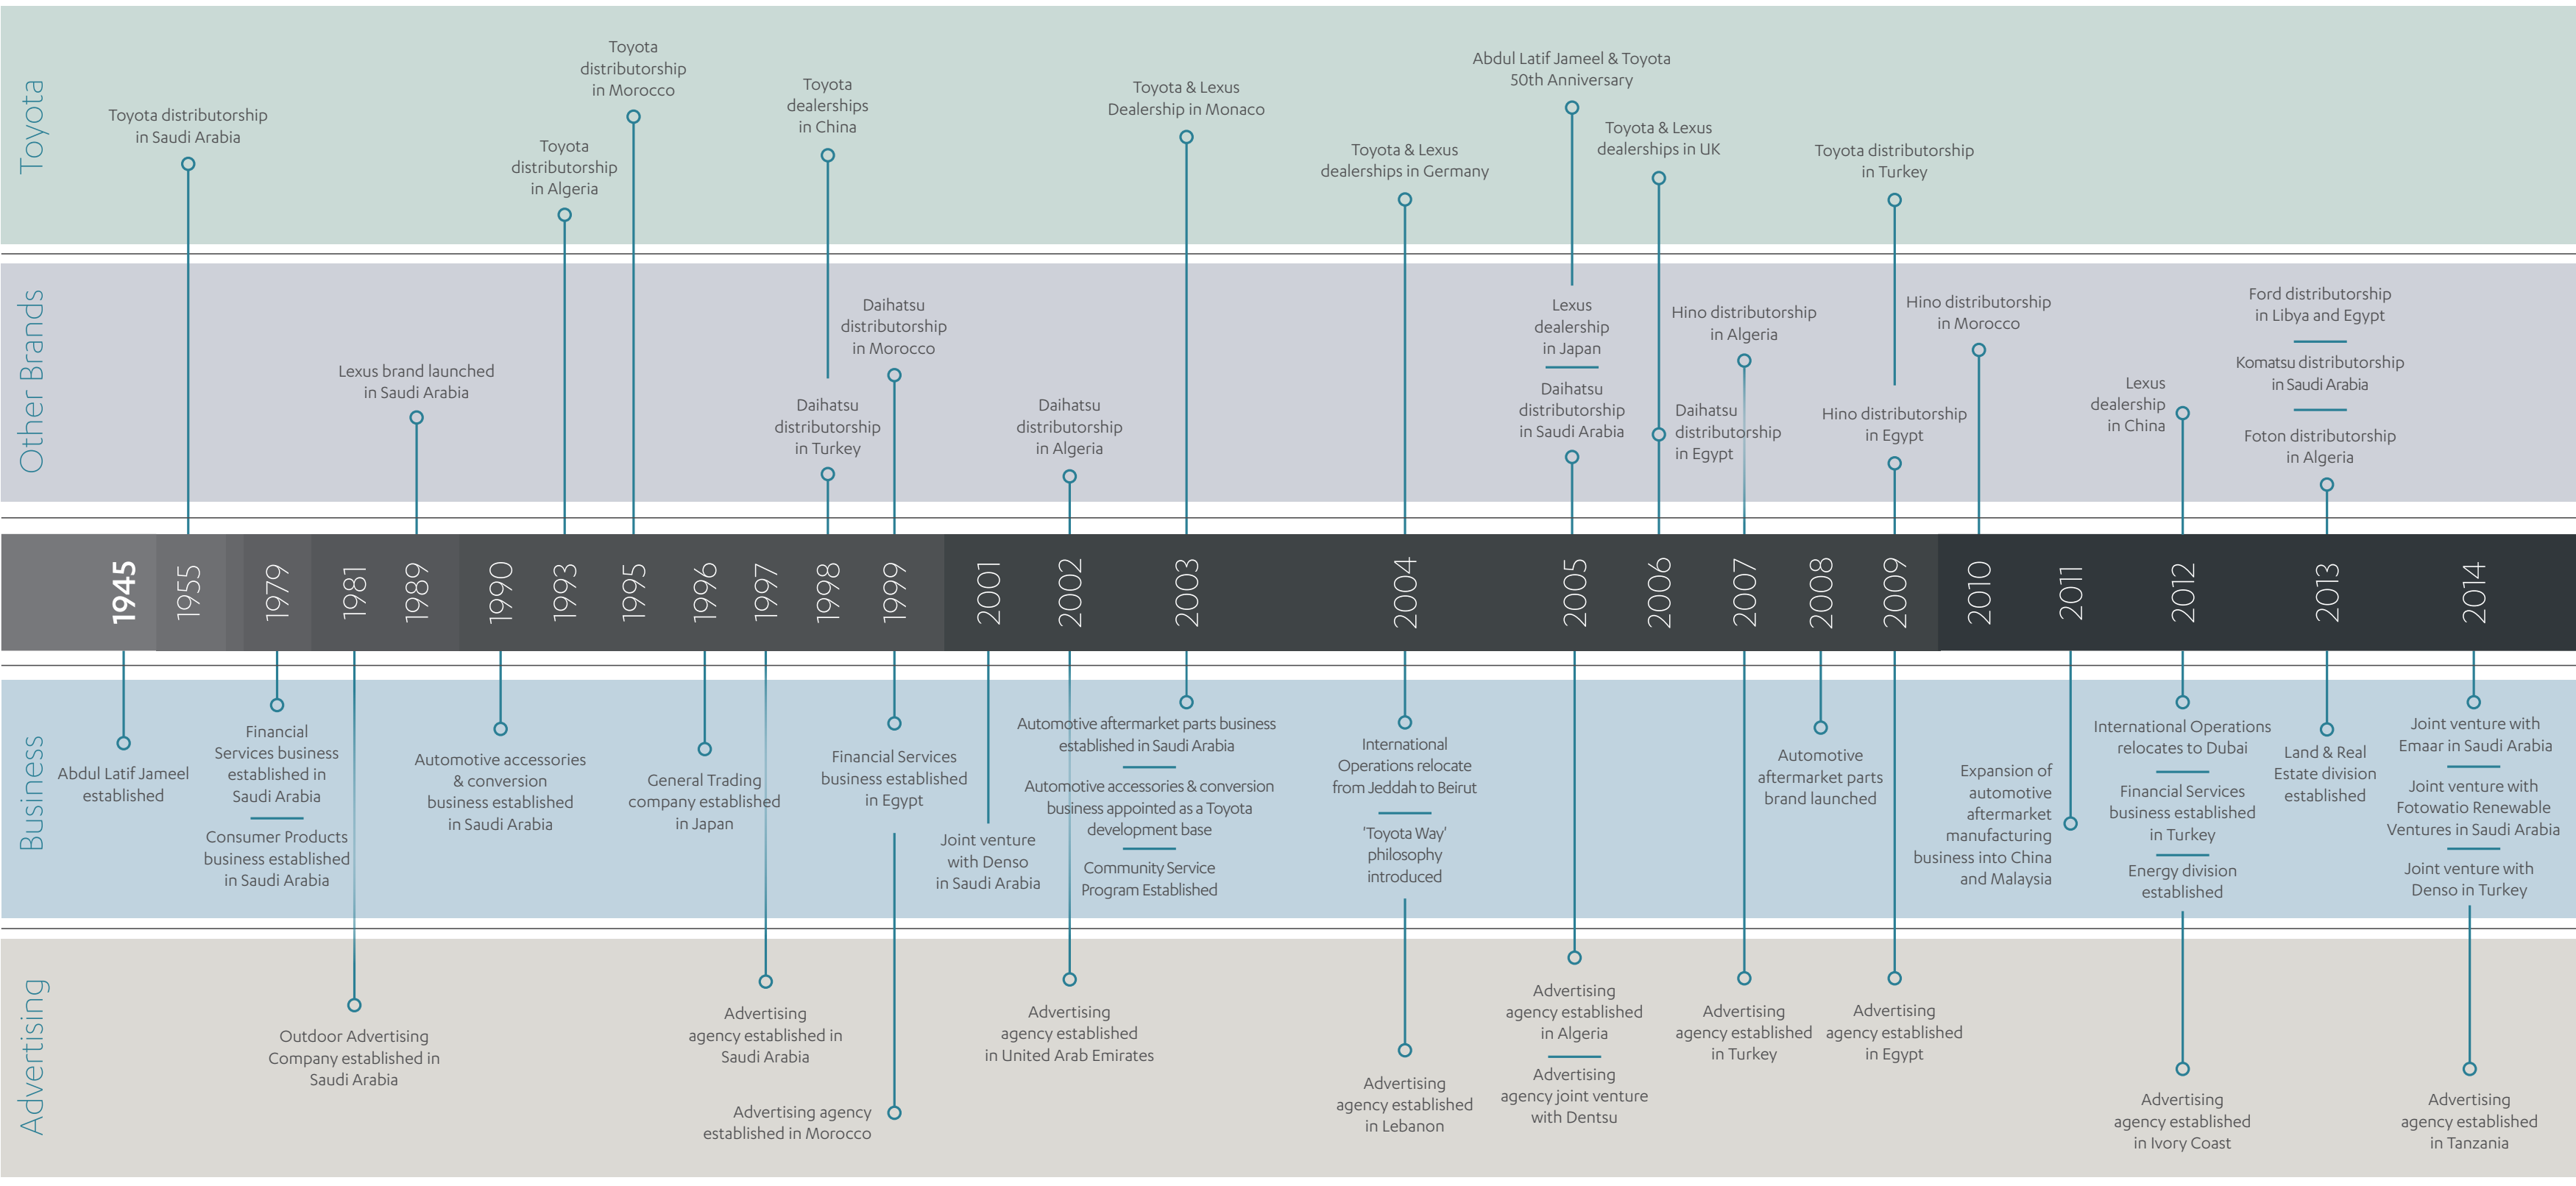 Toyota
Toyota distributorship
in Saudi Arabia
Toyota
distributorship
in Algeria
Toyota
distributorship
in Morocco
Toyota
dealerships
in China
Toyota & Lexus
Dealership in Monaco
Toyota & Lexus
dealerships in Germany
Abdul Latif Jameel & Toyota
50th Anniversary
Toyota & Lexus
dealerships in UK
Toyota distributorship
in Turkey
Other Brands
Lexus brand launched
in Saudi Arabia
Daihatsu
distributorship
in Turkey
Daihatsu
distributorship
in Morocco
Daihatsu
distributorship
in Algeria
Lexus
dealership
in Japan
Daihatsu
distributorship
in Saudi Arabia
Daihatsu
distributorship
in Egypt
Hino distributorship
in Algeria
Hino distributorship
in Egypt
Hino distributorship
in Morocco
Lexus
dealership
in China
Ford distributorship
in Libya and Egypt
Komatsu distributorship
in Saudi Arabia
Foton distributorship
in Algeria
1945
1955
1979
1981
1989
1990
1993
1995
1996
1997
1998
1999
2001
2002
2003
2004
2005
2006
2007
2008
2009
2010
2011
2012
2013
2014
Business
Abdul Latif Jameel
established
Financial
Services business
established in
Saudi Arabia
Consumer Products
business established
in Saudi Arabia
Automotive accessories
& conversion
business established
in Saudi Arabia
General Trading
company established
in Japan
Financial Services
business established
in Egypt
Joint venture
with Denso
in Saudi Arabia
Automotive aftermarket parts business
established in Saudi Arabia
Automotive accessories & conversion
business appointed as a Toyota
development base
Community Service
Program Established
International
Operations relocate
from Jeddah to Beirut
'Toyota Way'
philosophy
introduced
Automotive
aftermarket parts
brand launched
Expansion of
automotive
aftermarket
manufacturing
business into China
and Malaysia
International Operations
relocates to Dubai
Financial Services
business established
in Turkey
Energy division
established
Land & Real
Estate division
established
Joint venture with
Emaar in Saudi Arabia
Joint venture with
Fotowatio Renewable
Ventures in Saudi Arabia
Joint venture with
Denso in Turkey
Advertising
Outdoor Advertising
Company established in
Saudi Arabia
Advertising
agency established in
Saudi Arabia
Advertising agency
established in Morocco
Advertising
agency established
in United Arab Emirates
Advertising
agency established
in Lebanon
Advertising
agency established
in Algeria
Advertising
agency joint venture
with Dentsu
Advertising
agency established
in Turkey
Advertising
agency established
in Egypt
Advertising
agency established
in Ivory Coast
Advertising
agency established
in Tanzania